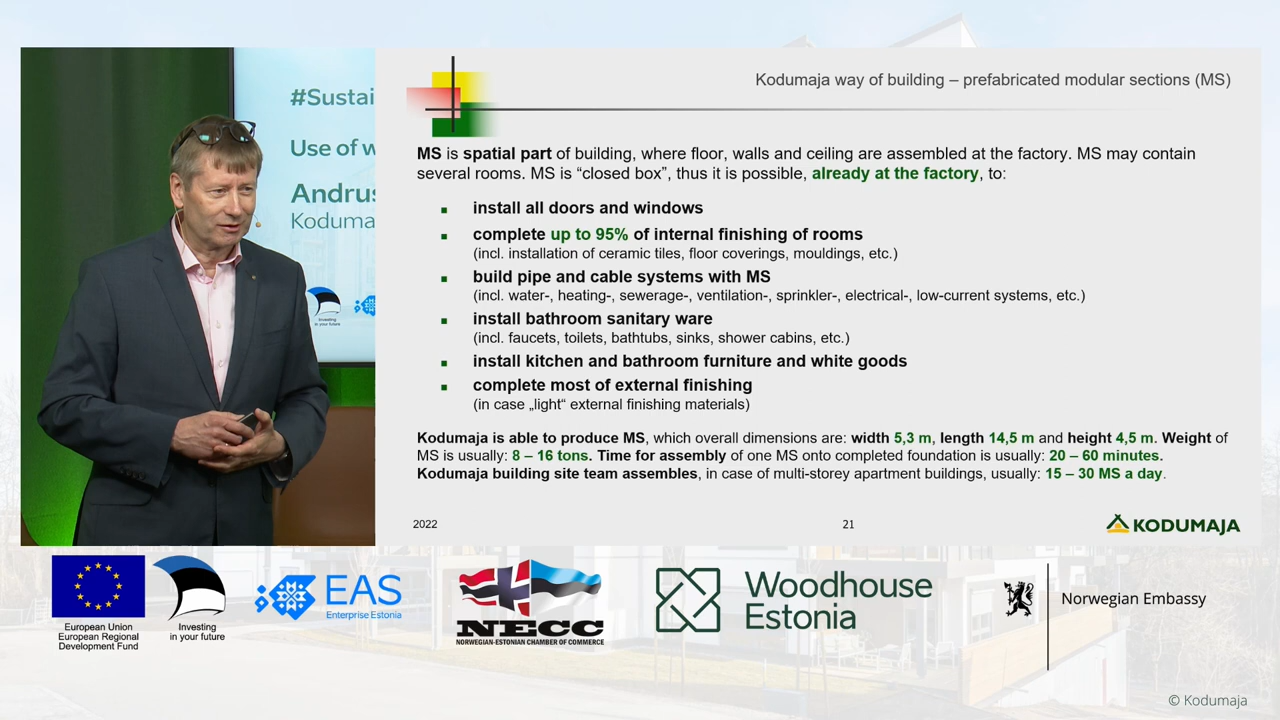 #Sustai
Use of w
Andrus
Koduma
Investing
in your future
Kodumaja way of building – prefabricated modular sections (MS)
MS is spatial part of building, where floor, walls and ceiling are assembled at the factory. MS may contain
several rooms. MS is “closed box”, thus it is possible, already at the factory, to:
▪ install all doors and windows
▪ complete up to 95% of internal finishing of rooms
(incl. installation of ceramic tiles, floor coverings, mouldings, etc.)
▪ build pipe and cable systems with MS
(incl. water-, heating-, sewerage-, ventilation-, sprinkler-, electrical-, low-current systems, etc.)
▪ install bathroom sanitary ware
(incl. faucets, toilets, bathtubs, sinks, shower cabins, etc.)
▪ install kitchen and bathroom furniture and white goods
▪ complete most of external finishing
(in case „light“ external finishing materials)
Kodumaja is able to produce MS, which overall dimensions are: width 5,3 m, length 14,5 m and height 4,5 m. Weight of
MS is usually: 8 – 16 tons. Time for assembly of one MS onto completed foundation is usually: 20 – 60 minutes.
Kodumaja building site team assembles, in case of multi-storey apartment buildings, usually: 15 – 30 MS a day.
2022
21
KODUMAJA
European Union
European Regional
Development Fund
Investing
in your future
EAS
Enterprise Estonia
NECC
NORWEGIAN-ESTONIAN CHAMBER OF COMMERCE
Woodhouse
Estonia
Norwegian Embassy
© Kodumaja